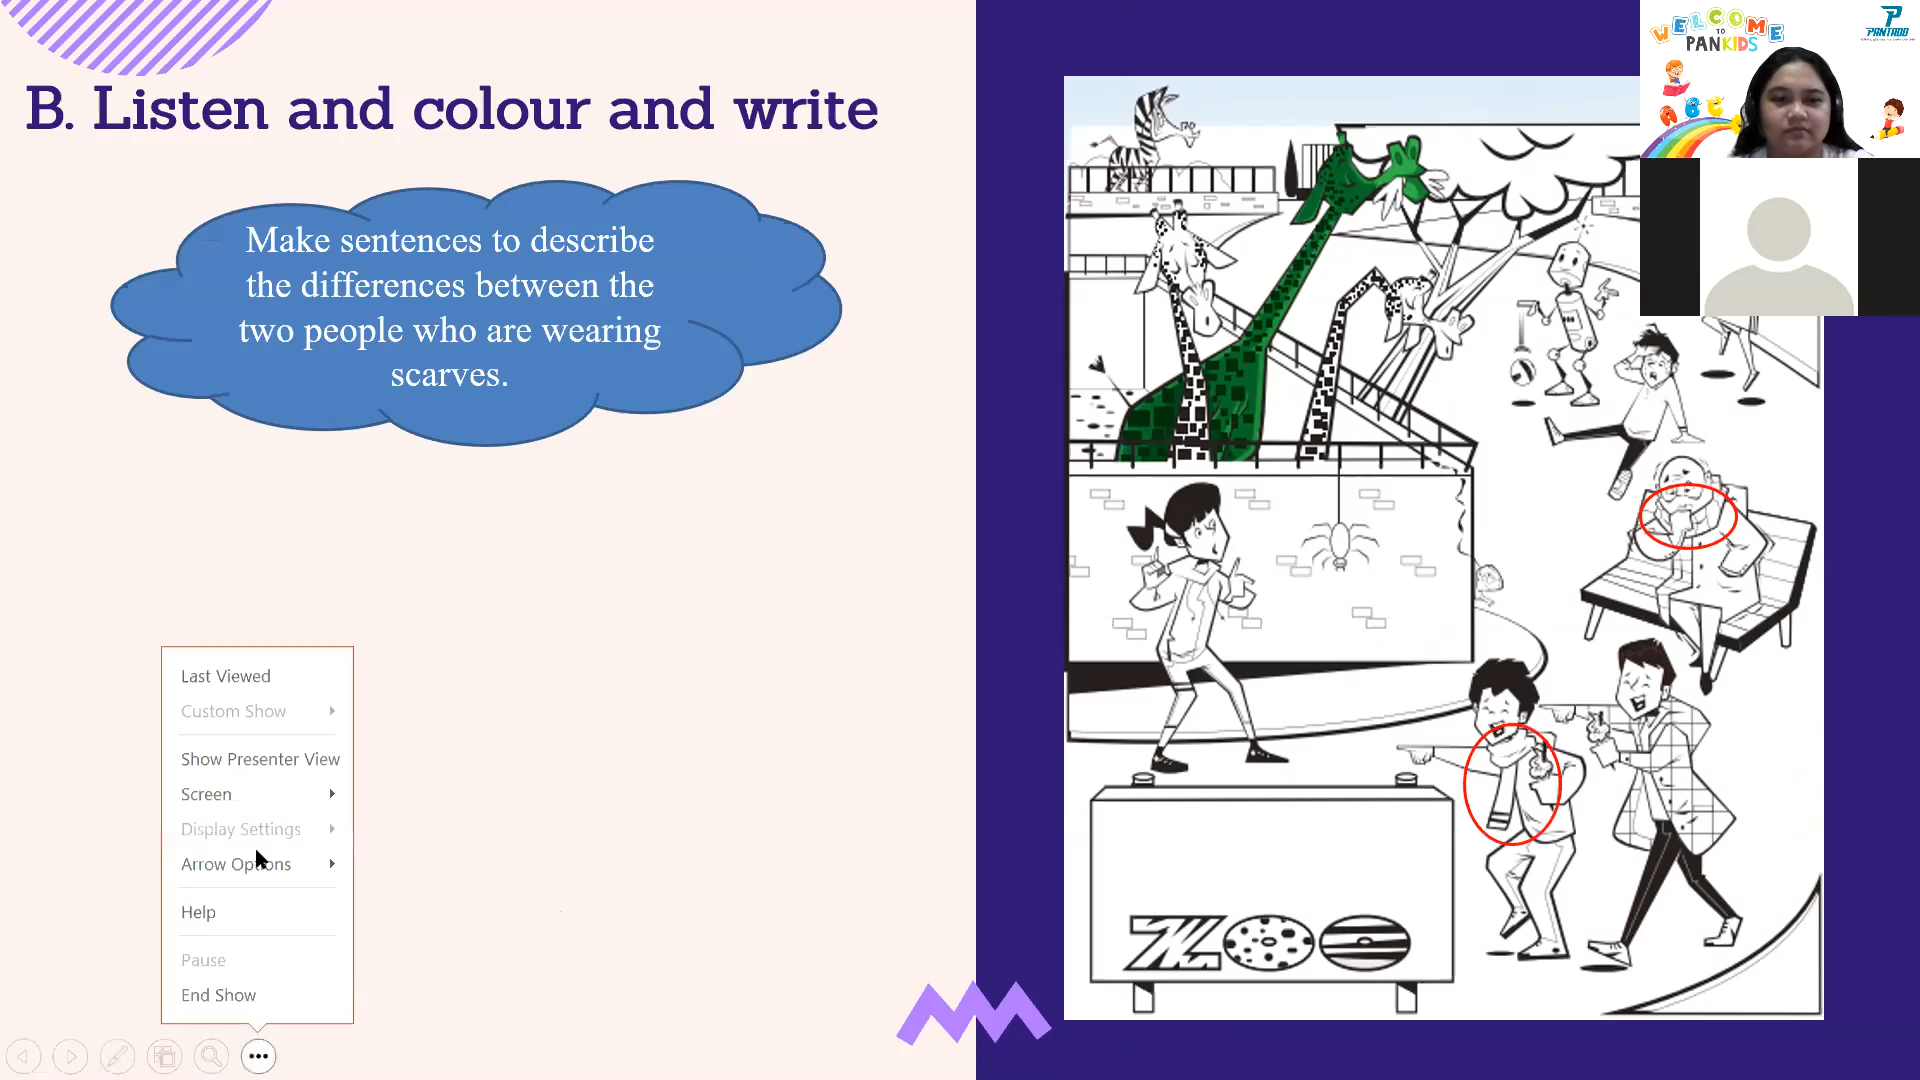 B. Listen and colour and write
Make sentences to describe
the differences between the
two people who are wearing
scarves.
Last Viewed
Custom Show
Show Presenter View
Screen
Display Settings
Arrow Options
Help
Pause
End Show
ZOO
WELCOME
TO
PANKIDS
ABC
PANTADO